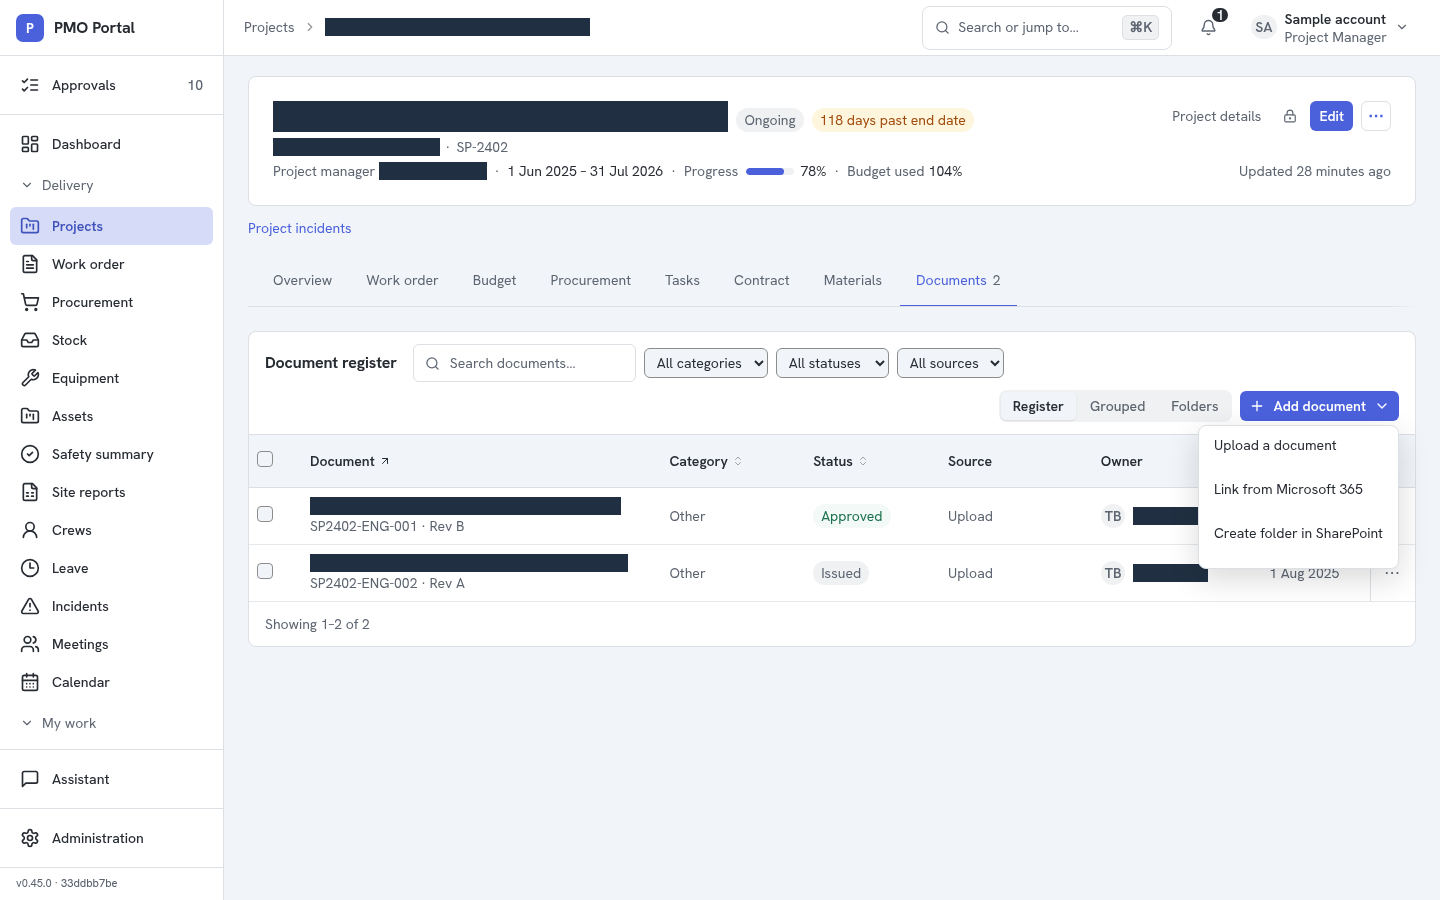 P PMO Portal
Projects
Search or jump to... ⌘K
1
SA Sample account
Project Manager
Approvals 10
Dashboard
Delivery
Projects
Work order
Procurement
Stock
Equipment
Assets
Safety summary
Site reports
Crews
Leave
Incidents
Meetings
Calendar
My work
Assistant
Administration
v0.45.0 · 33ddbb7be
Ongoing 118 days past end date
Project details Edit
· SP-2402
Project manager · 1 Jun 2025 – 31 Jul 2026 · Progress 78% · Budget used 104%
Updated 28 minutes ago
Project incidents
Overview Work order Budget Procurement Tasks Contract Materials Documents 2
Document register Search documents... All categories All statuses All sources
Register Grouped Folders + Add document
Upload a document
Link from Microsoft 365
Create folder in SharePoint
Document Category Status Source Owner
Other Approved Upload TB
SP2402-ENG-001 · Rev B
Other Issued Upload TB 1 Aug 2025
SP2402-ENG-002 · Rev A
Showing 1–2 of 2